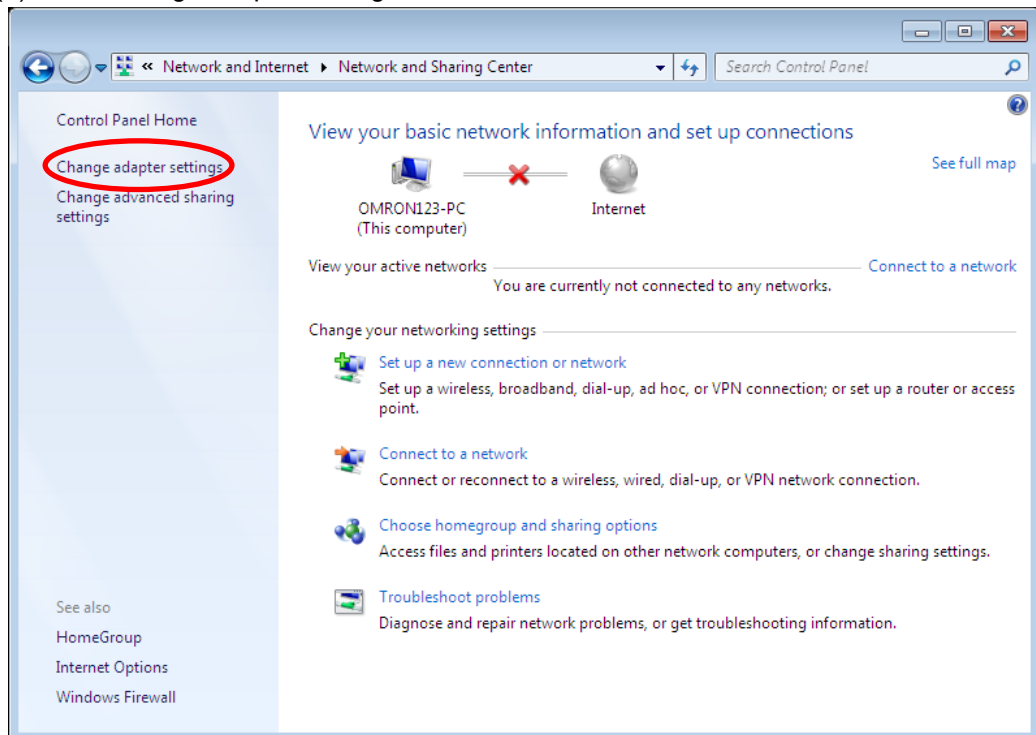 « Network and Internet ▸ Network and Sharing Center
Search Control Panel
Control Panel Home
Change adapter settings
Change advanced sharing
settings
View your basic network information and set up connections
See full map
OMRON123-PC
(This computer)
Internet
View your active networks
Connect to a network
You are currently not connected to any networks.
Change your networking settings
Set up a new connection or network
Set up a wireless, broadband, dial-up, ad hoc, or VPN connection; or set up a router or access
point.
Connect to a network
Connect or reconnect to a wireless, wired, dial-up, or VPN network connection.
Choose homegroup and sharing options
Access files and printers located on other network computers, or change sharing settings.
Troubleshoot problems
Diagnose and repair network problems, or get troubleshooting information.
See also
HomeGroup
Internet Options
Windows Firewall